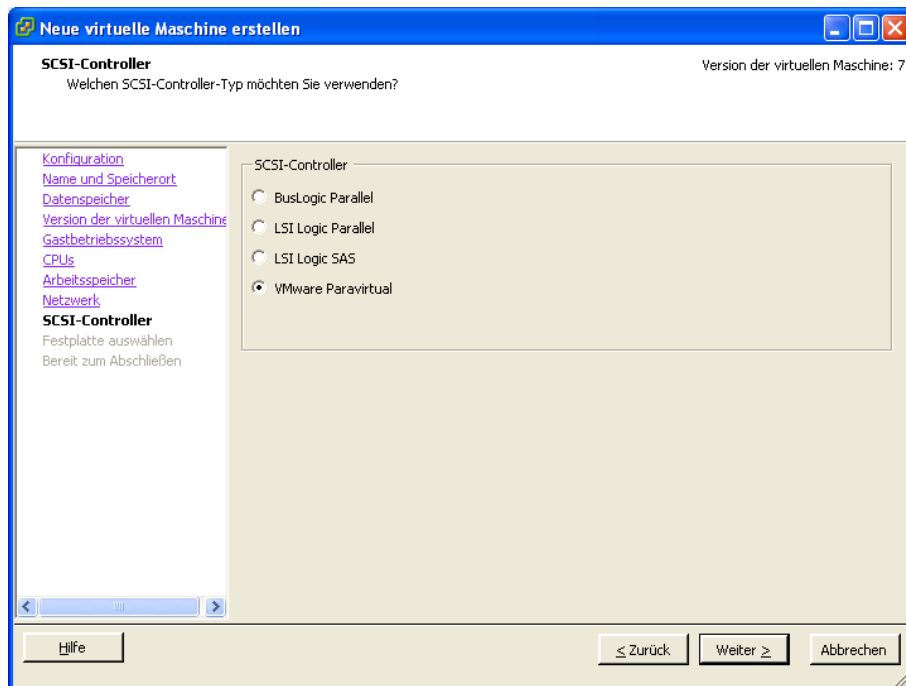 Neue virtuelle Maschine erstellen
SCSI-Controller
Welchen SCSI-Controller-Typ möchten Sie verwenden?
Version der virtuellen Maschine: 7
Konfiguration
Name und Speicherort
Datenspeicher
Version der virtuellen Maschine
Gastbetriebssystem
CPUs
Arbeitsspeicher
Netzwerk
SCSI-Controller
Festplatte auswählen
Bereit zum Abschließen
SCSI-Controller
BusLogic Parallel
LSI Logic Parallel
LSI Logic SAS
VMware Paravirtual
Hilfe
< Zurück
Weiter >
Abbrechen